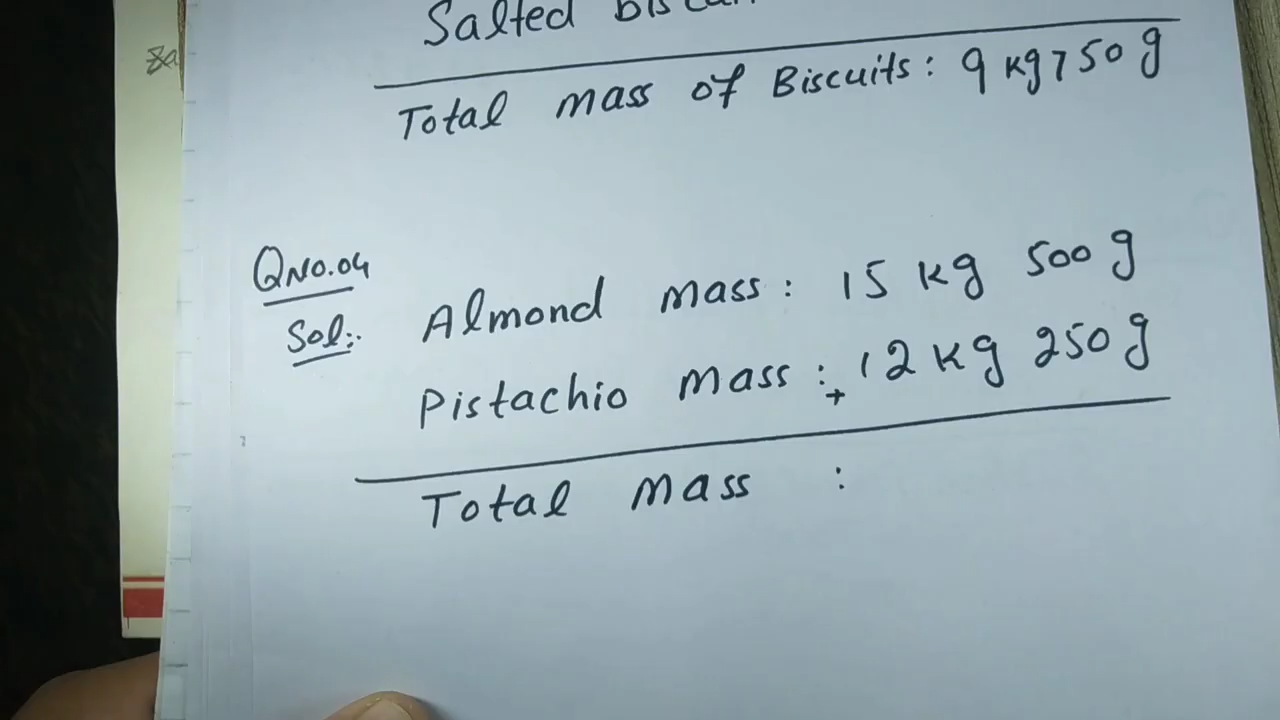 Salted
Total mass of Biscuits: 9 kg 750 g
QNO.04
Sol:. Almond mass: 15 kg 500 g
Pistachio mass: + 12 kg 250 g
Total mass :